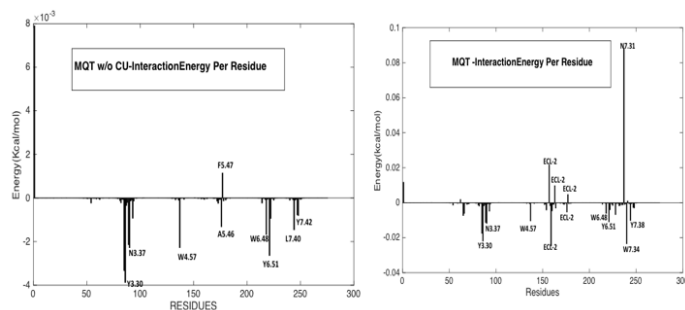 ×10⁻³
8
6
4
2
0
-2
-4
MQT w/o CU-InteractionEnergy Per Residue
Energy(Kcal/mol)
F5.47
N3.37
Y3.30
W4.57
A5.46
W6.48
Y6.51
L7.40
Y7.42
0 50 100 150 200 250 300
RESIDUES
0.1
0.08
0.06
0.04
0.02
0
-0.02
-0.04
MQT -InteractionEnergy Per Residue
Energy(kcal/mol)
N7.31
ECL-2
ECL-2
ECL-2
N3.37
Y3.30
W4.57
ECL-2
ECL-2
W6.48
Y6.51
Y7.38
W7.34
0 50 100 150 200 250 300
Residues